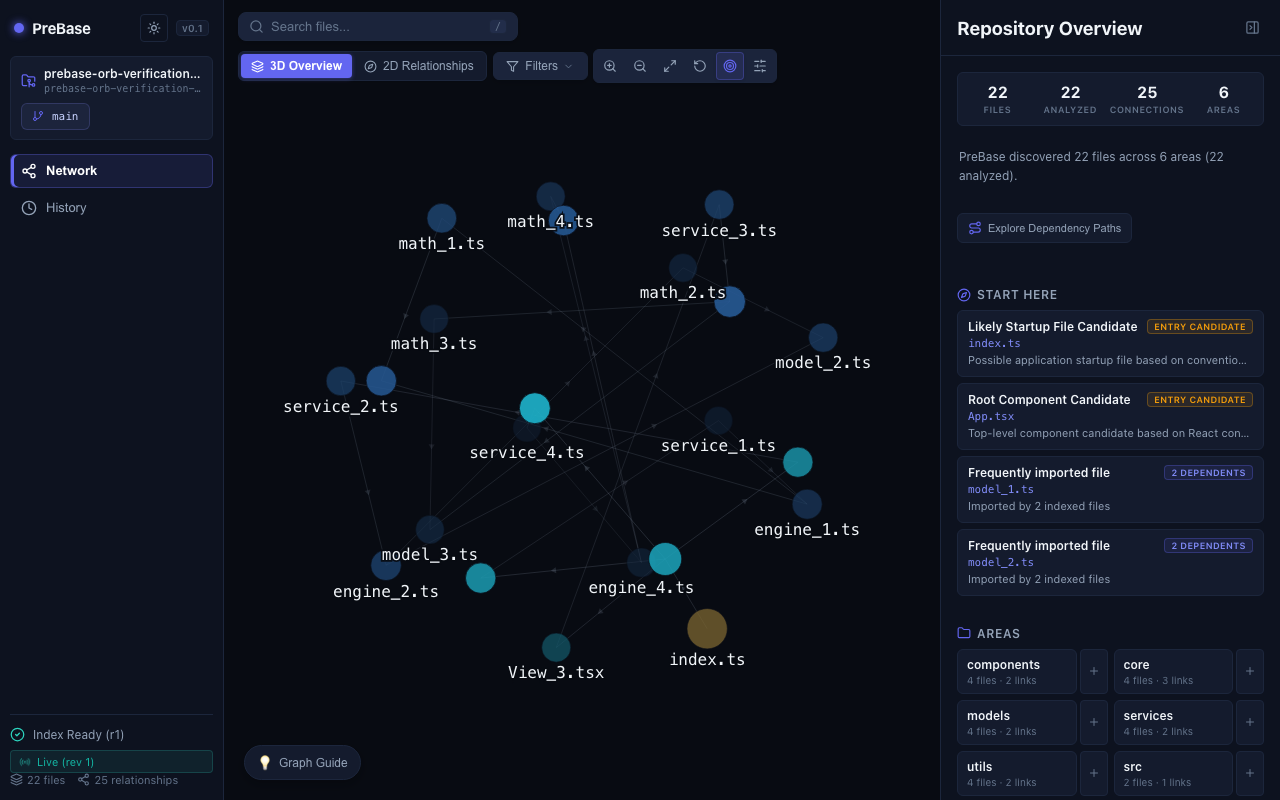 PreBase
v0.1
prebase-orb-verification...
prebase-orb-verification-…
main
Network
History
Index Ready (r1)
Live (rev 1)
22 files
25 relationships
Search files...
/
3D Overview
2D Relationships
Filters
math_4.ts
math_1.ts
service_3.ts
math_2.ts
math_3.ts
model_2.ts
service_2.ts
service_4.ts
service_1.ts
engine_1.ts
model_3.ts
engine_2.ts
engine_4.ts
View_3.tsx
index.ts
Graph Guide
Repository Overview
22
22
25
6
FILES
ANALYZED
CONNECTIONS
AREAS
PreBase discovered 22 files across 6 areas (22
analyzed).
Explore Dependency Paths
START HERE
Likely Startup File Candidate
ENTRY CANDIDATE
index.ts
Possible application startup file based on conventio...
Root Component Candidate
ENTRY CANDIDATE
App.tsx
Top-level component candidate based on React con...
Frequently imported file
2 DEPENDENTS
model_1.ts
Imported by 2 indexed files
Frequently imported file
2 DEPENDENTS
model_2.ts
Imported by 2 indexed files
AREAS
components
4 files · 2 links
+
core
4 files · 3 links
+
models
4 files · 2 links
+
services
4 files · 2 links
+
utils
4 files · 2 links
+
src
2 files · 1 links
+